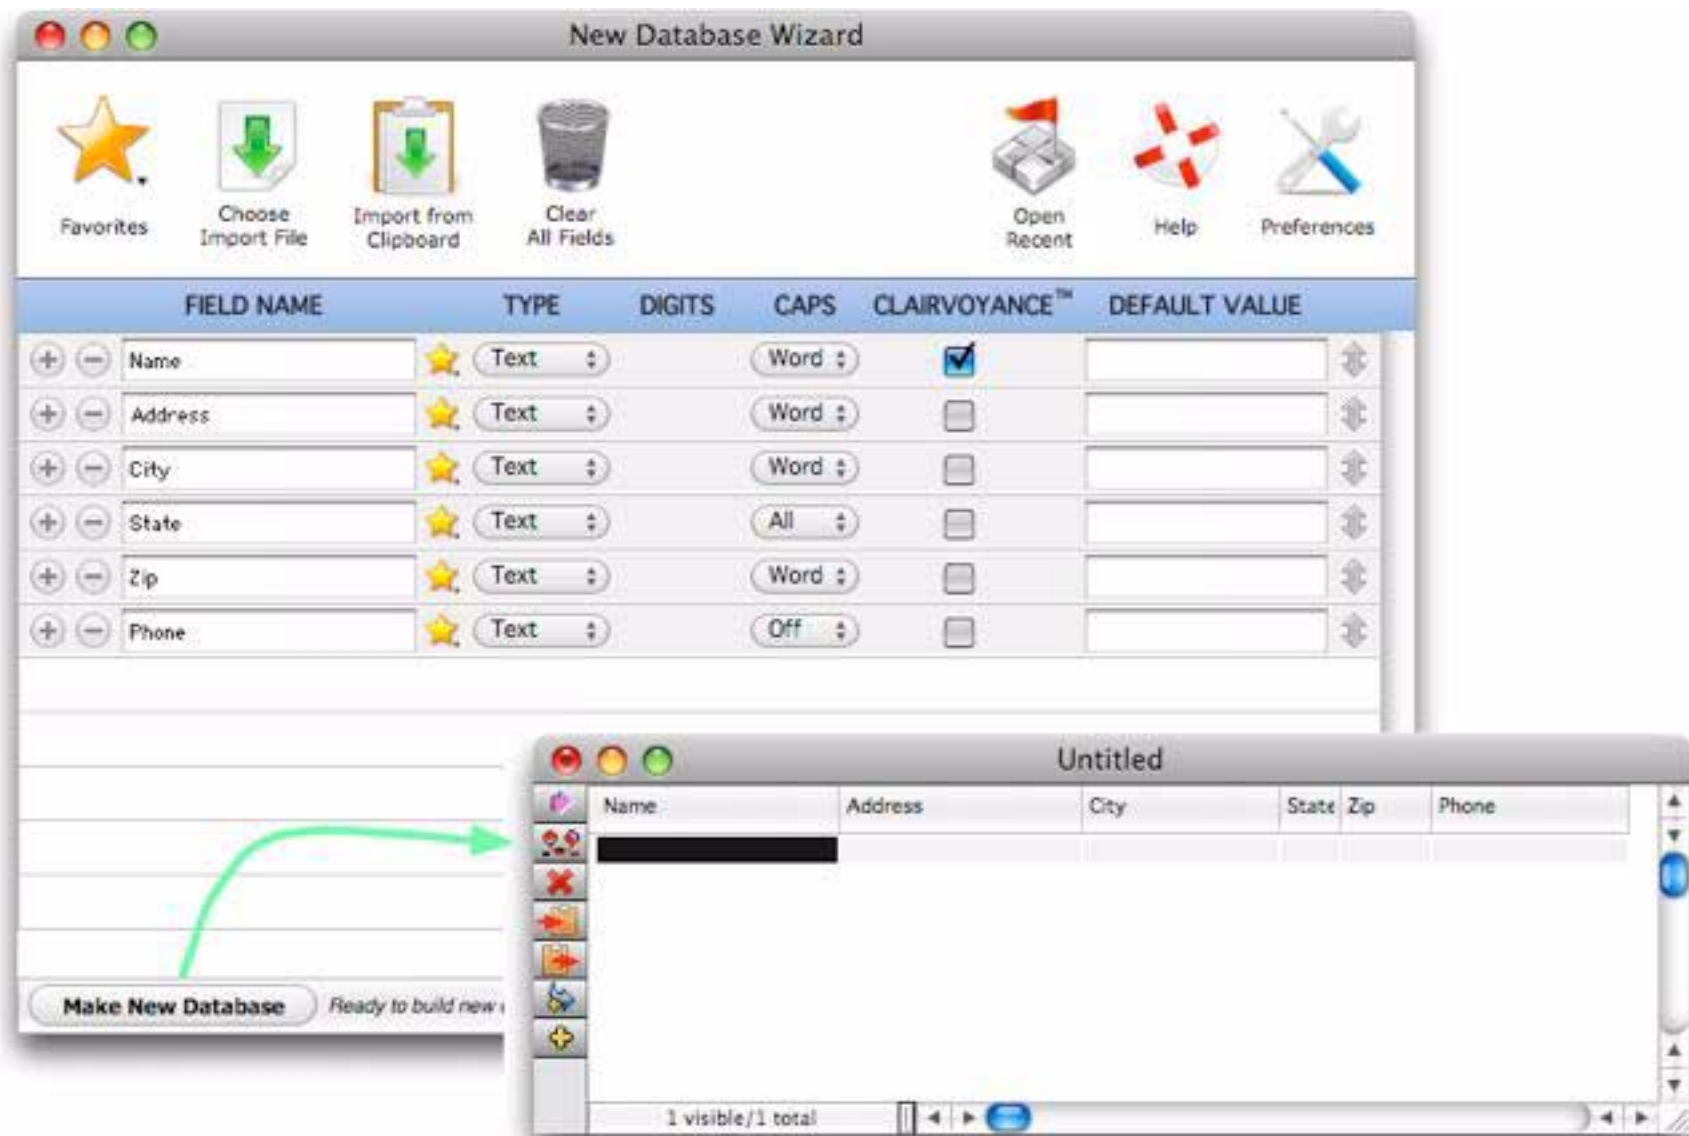 New Database Wizard
Favorites
Choose
Import File
Import from
Clipboard
Clear
All Fields
Open
Recent
Help
Preferences
FIELD NAME TYPE DIGITS CAPS CLAIRVOYANCE™ DEFAULT VALUE
Name Text Word
Address Text Word
City Text Word
State Text All
Zip Text Word
Phone Text Off
Untitled
Name Address City State Zip Phone
Make New Database Ready to build new
1 visible/1 total